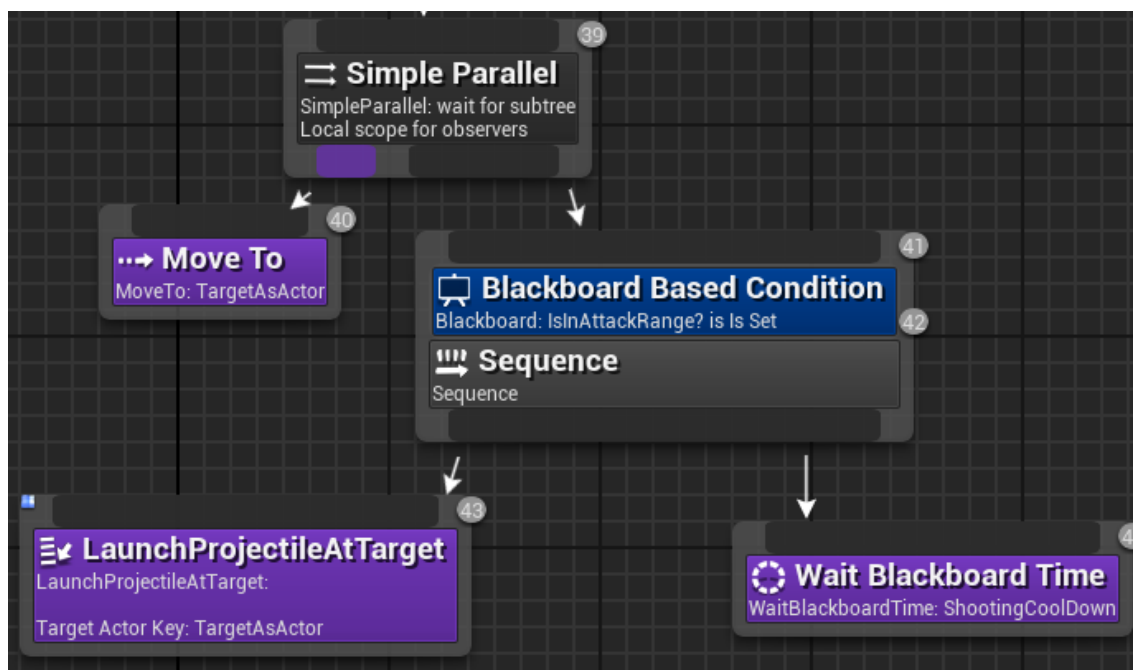 39
Simple Parallel
SimpleParallel: wait for subtree
Local scope for observers
40
Move To
MoveTo: TargetAsActor
41
Blackboard Based Condition
Blackboard: IsInAttackRange? is Is Set
42
Sequence
Sequence
43
LaunchProjectileAtTarget
LaunchProjectileAtTarget:
Target Actor Key: TargetAsActor
Wait Blackboard Time
WaitBlackboardTime: ShootingCoolDown